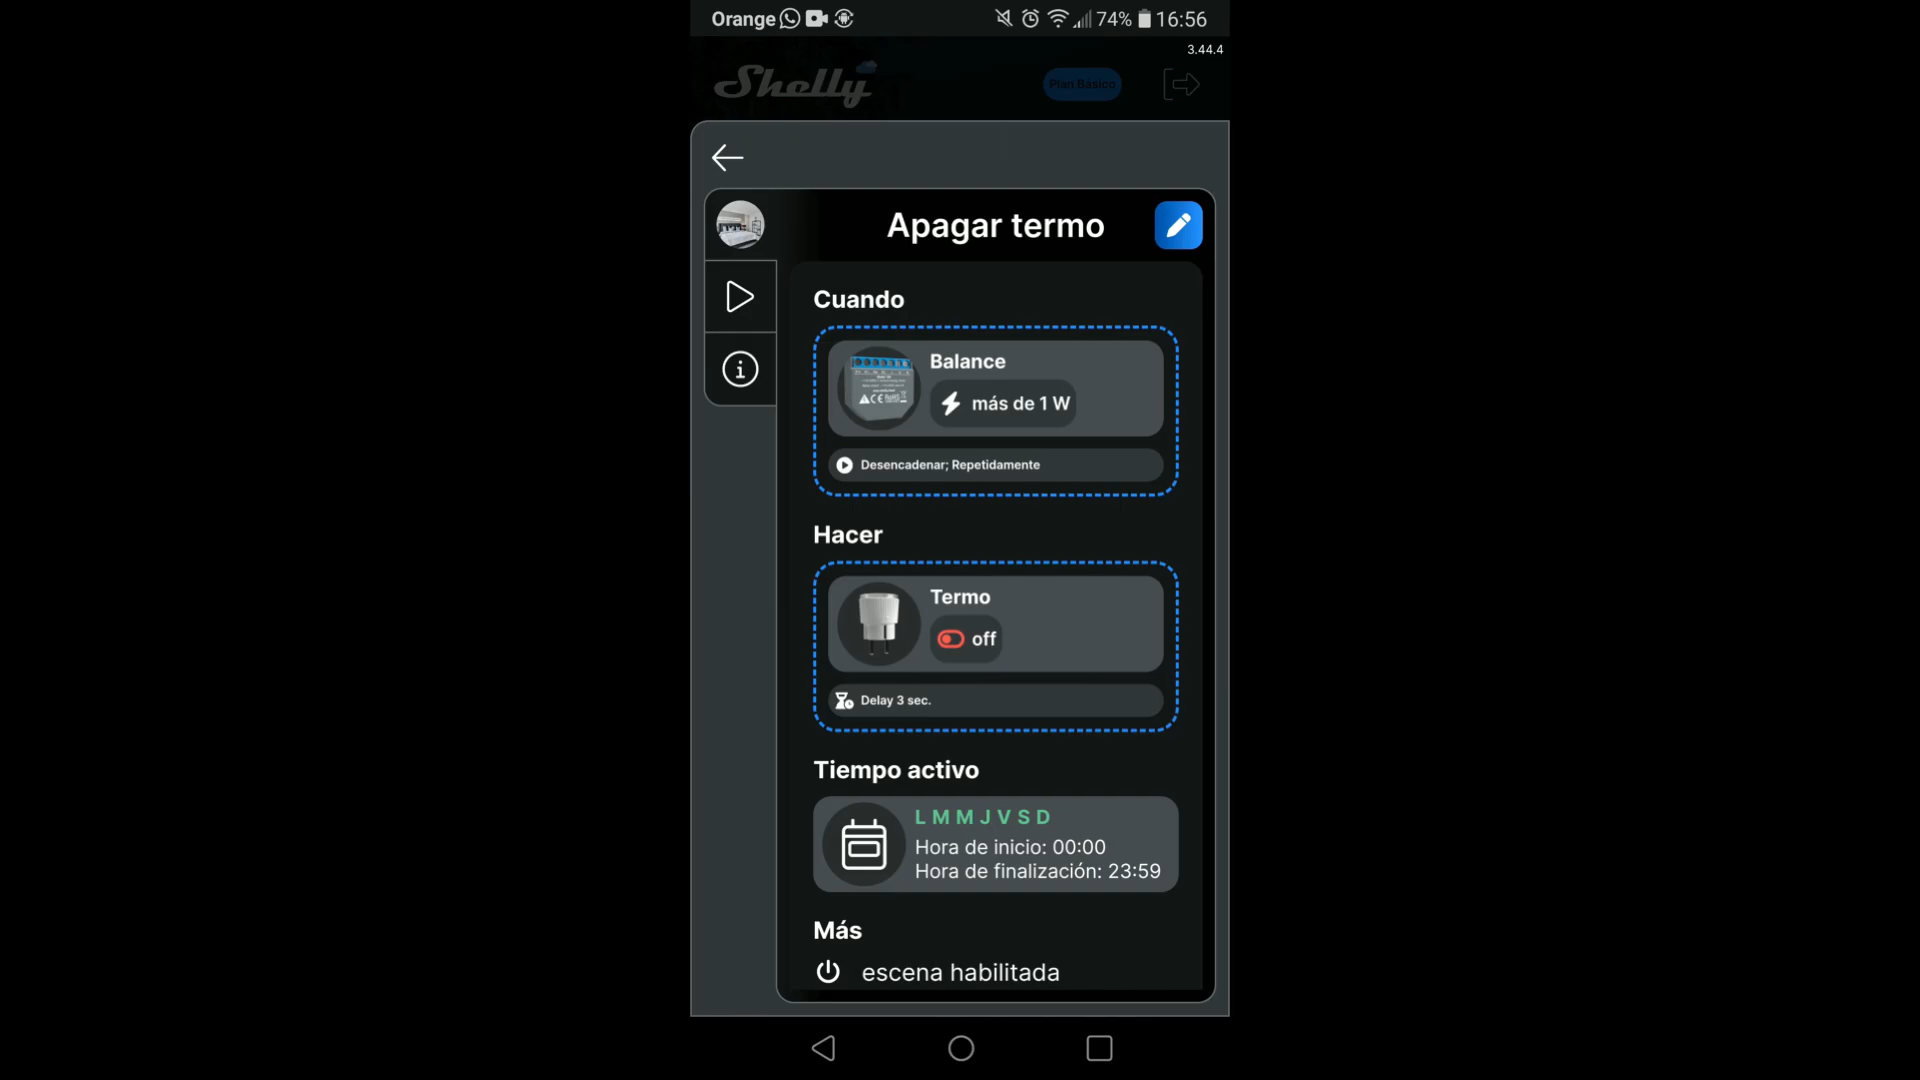 Orange 74% 16:56
3.44.4
Shelly Plan Básico
Apagar termo
Cuando
Balance
más de 1 W
Desencadenar; Repetidamente
Hacer
Termo
off
Delay 3 sec.
Tiempo activo
L M M J V S D
Hora de inicio: 00:00
Hora de finalización: 23:59
Más
escena habilitada